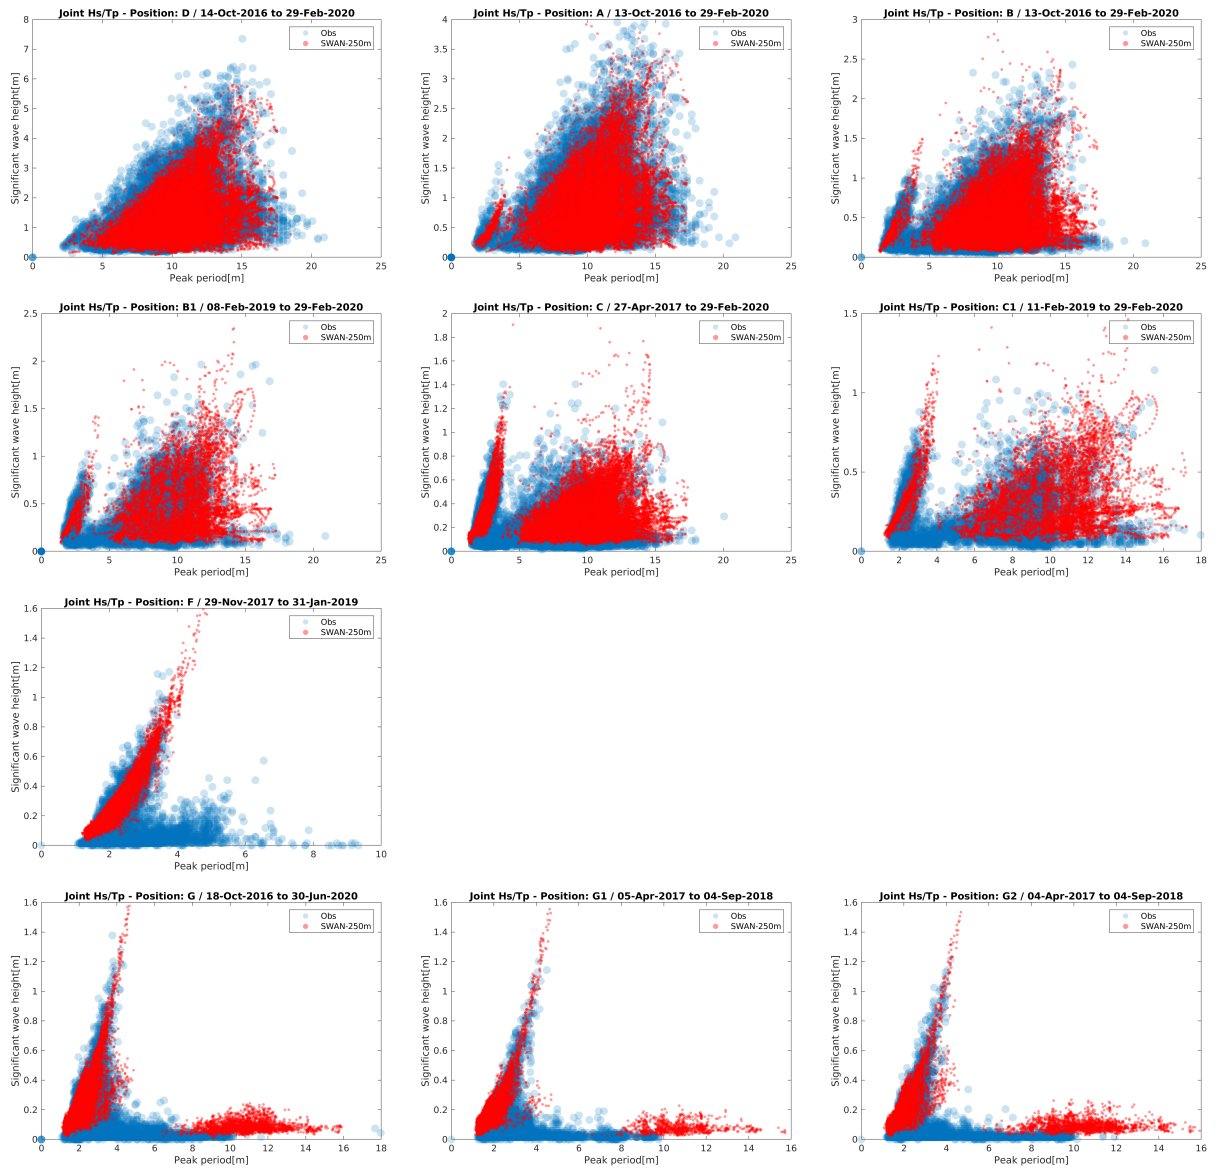 Joint Hs/Tp - Position: D / 14-Oct-2016 to 29-Feb-2020
Significant wave height[m]
8
7
6
5
4
3
2
1
0
0 5 10 15 20 25
Peak period[m]
Obs
SWAN-250m
Joint Hs/Tp - Position: A / 13-Oct-2016 to 29-Feb-2020
Significant wave height[m]
4
3.5
3
2.5
2
1.5
1
0.5
0
0 5 10 15 20 25
Peak period[m]
Obs
SWAN-250m
Joint Hs/Tp - Position: B / 13-Oct-2016 to 29-Feb-2020
Significant wave height[m]
3
2.5
2
1.5
1
0.5
0
0 5 10 15 20 25
Peak period[m]
Obs
SWAN-250m
Joint Hs/Tp - Position: B1 / 08-Feb-2019 to 29-Feb-2020
Significant wave height[m]
2.5
2
1.5
1
0.5
0
0 5 10 15 20 25
Peak period[m]
Obs
SWAN-250m
Joint Hs/Tp - Position: C / 27-Apr-2017 to 29-Feb-2020
Significant wave height[m]
2
1.8
1.6
1.4
1.2
1
0.8
0.6
0.4
0.2
0
0 5 10 15 20 25
Peak period[m]
Obs
SWAN-250m
Joint Hs/Tp - Position: C1 / 11-Feb-2019 to 29-Feb-2020
Significant wave height[m]
1.5
1
0.5
0
0 2 4 6 8 10 12 14 16 18
Peak period[m]
Obs
SWAN-250m
Joint Hs/Tp - Position: F / 29-Nov-2017 to 31-Jan-2019
Significant wave height[m]
1.6
1.4
1.2
1
0.8
0.6
0.4
0.2
0
0 2 4 6 8 10
Peak period[m]
Obs
SWAN-250m
Joint Hs/Tp - Position: G / 18-Oct-2016 to 30-Jun-2020
Significant wave height[m]
1.6
1.4
1.2
1
0.8
0.6
0.4
0.2
0
0 2 4 6 8 10 12 14 16 18
Peak period[m]
Obs
SWAN-250m
Joint Hs/Tp - Position: G1 / 05-Apr-2017 to 04-Sep-2018
Significant wave height[m]
1.6
1.4
1.2
1
0.8
0.6
0.4
0.2
0
0 2 4 6 8 10 12 14 16
Peak period[m]
Obs
SWAN-250m
Joint Hs/Tp - Position: G2 / 04-Apr-2017 to 04-Sep-2018
Significant wave height[m]
1.6
1.4
1.2
1
0.8
0.6
0.4
0.2
0
0 2 4 6 8 10 12 14 16
Peak period[m]
Obs
SWAN-250m